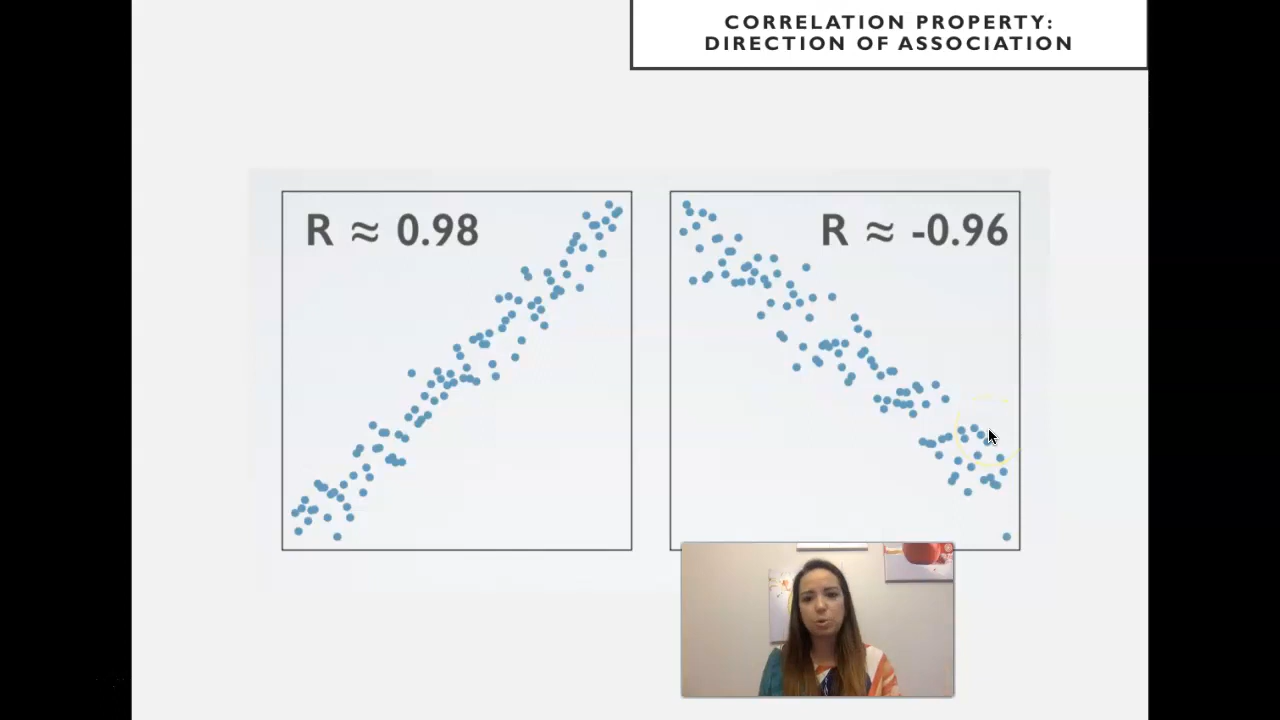 CORRELATION PROPERTY:
DIRECTION OF ASSOCIATION
R ≈ 0.98
R ≈ -0.96